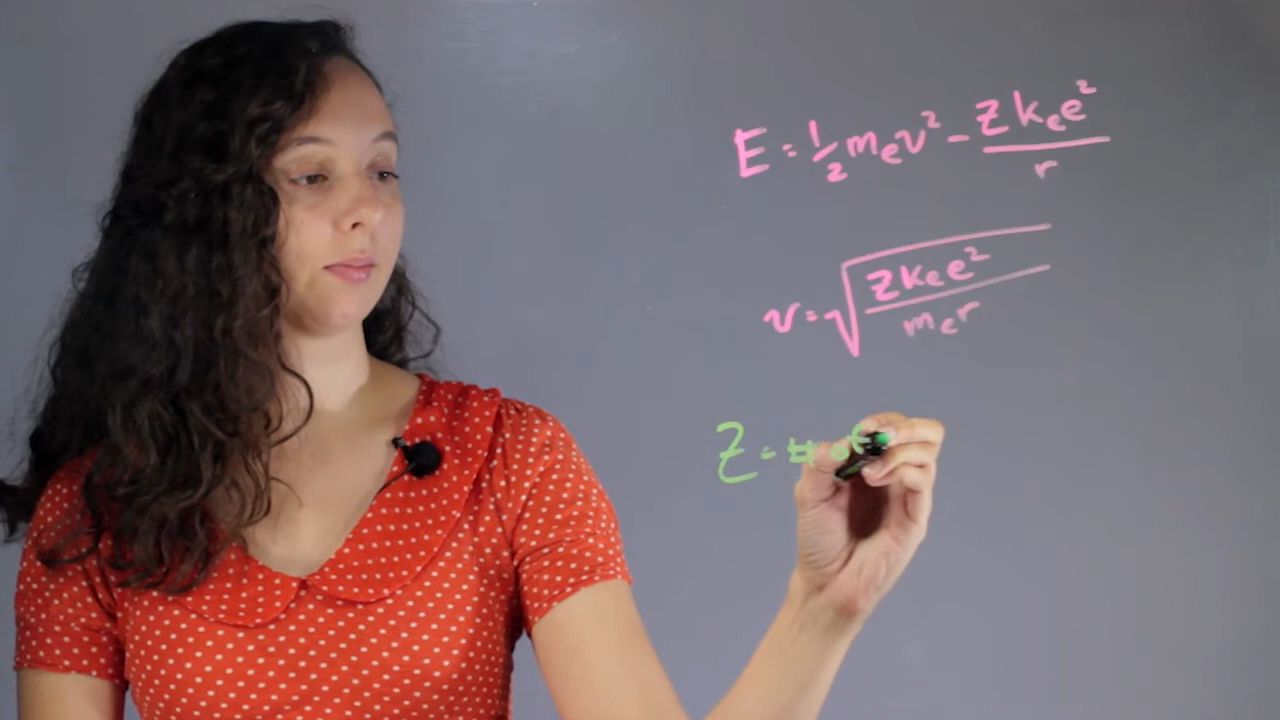 E = ½ mₑv² - Zkₑe² / r
v = √(Zkₑe² / mₑr)
Z = # of